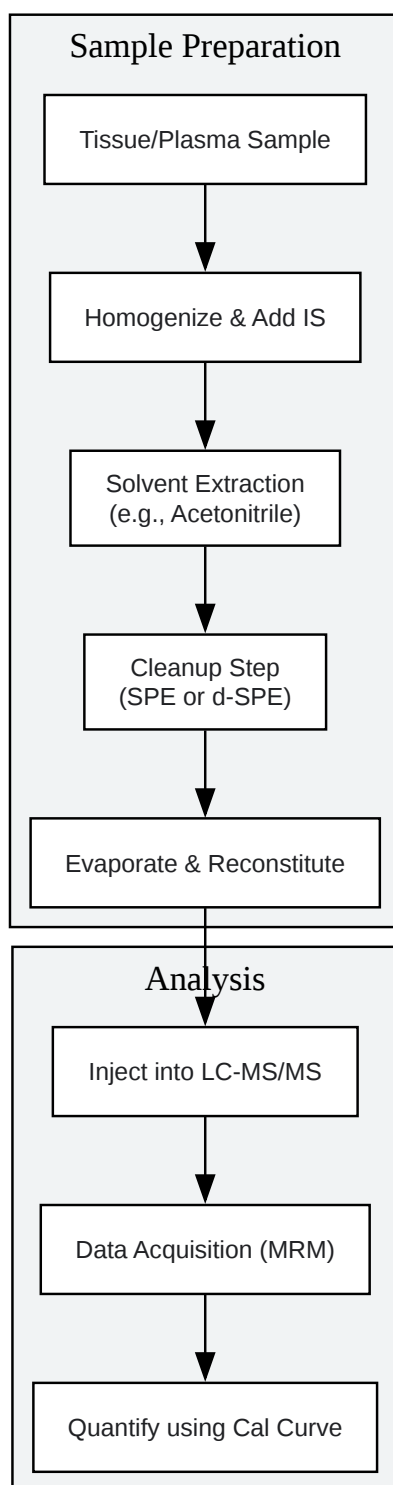 Sample Preparation
Tissue/Plasma Sample
Homogenize & Add IS
Solvent Extraction
(e.g., Acetonitrile)
Cleanup Step
(SPE or d-SPE)
Evaporate & Reconstitute
Analysis
Inject into LC-MS/MS
Data Acquisition (MRM)
Quantify using Cal Curve